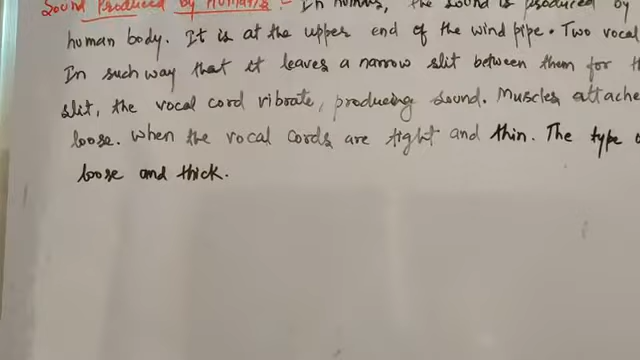 Sound Produced by Humans :- In humans, the sound is produced by
human body. It is at the upper end of the wind pipe. Two vocal
In such way that it leaves a narrow slit between them for
slit, the vocal cord vibrate, producing sound. Muscles attache
loose. when the vocal cords are tight and thin. The type
loose and thick.